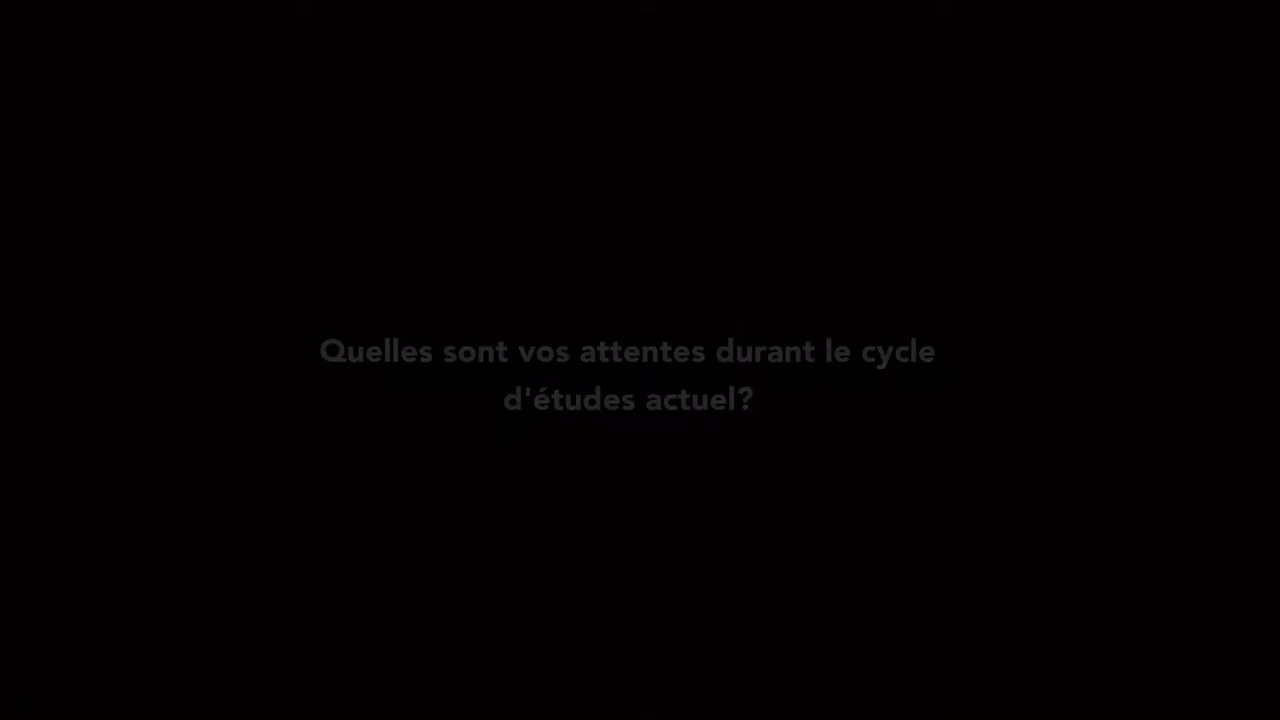 Quelles sont vos attentes durant le cycle
d'études actuel?